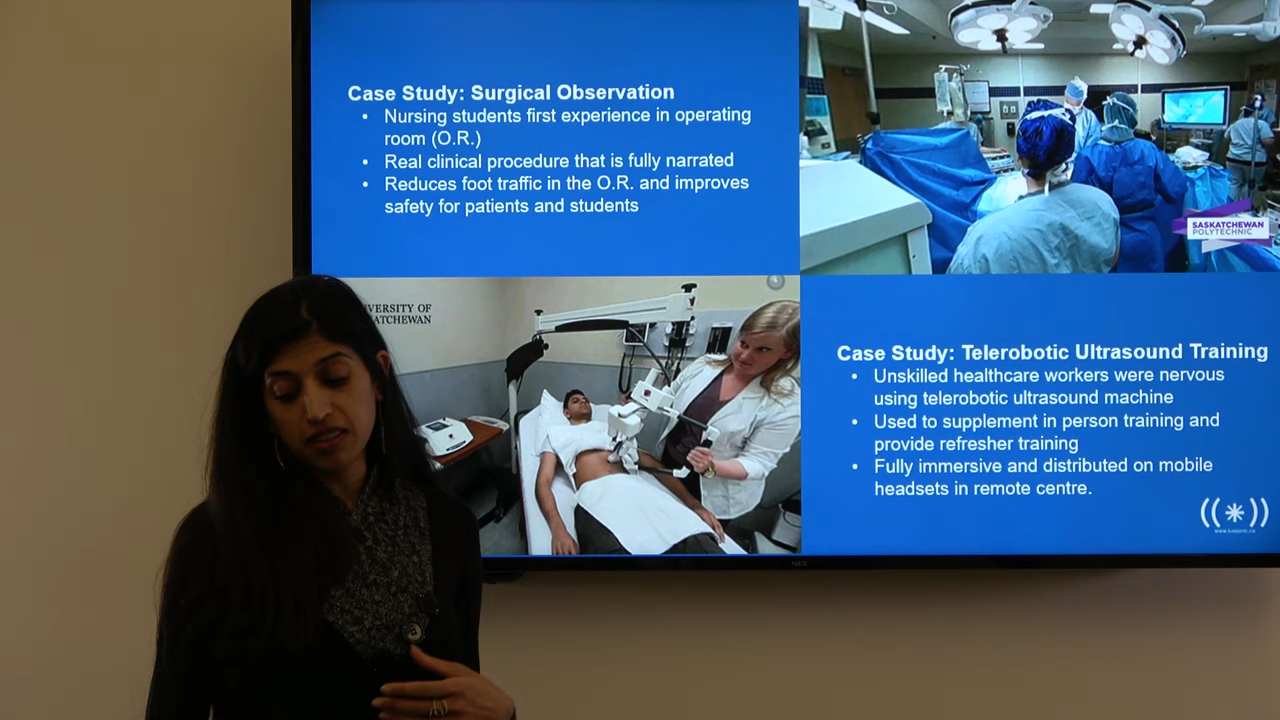 Case Study: Surgical Observation
• Nursing students first experience in operating
room (O.R.)
• Real clinical procedure that is fully narrated
• Reduces foot traffic in the O.R. and improves
safety for patients and students
SASKATCHEWAN
POLYTECHNIC
VERSITY OF
ATCHEWAN
Case Study: Telerobotic Ultrasound Training
• Unskilled healthcare workers were nervous
using telerobotic ultrasound machine
• Used to supplement in person training and
provide refresher training
• Fully immersive and distributed on mobile
headsets in remote centre.
NEC